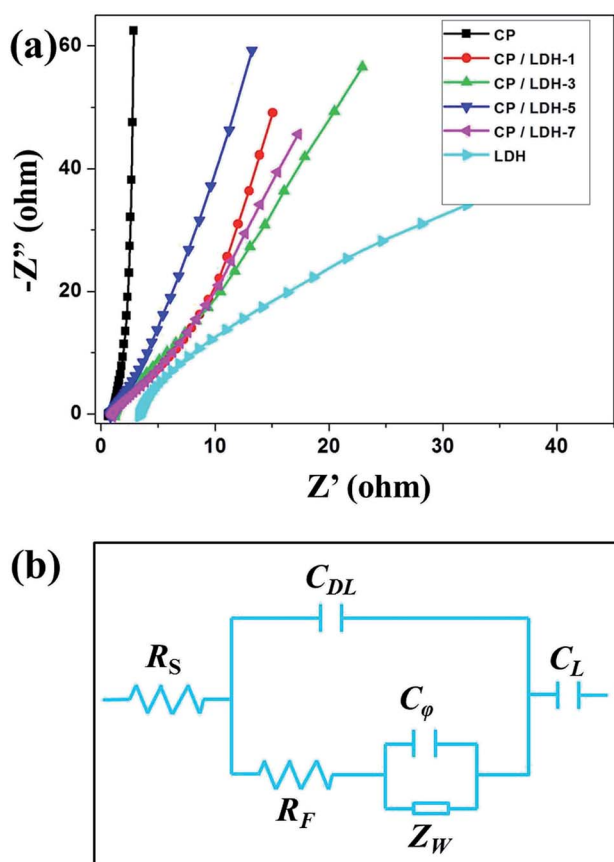 (a)
60
40
20
0
-Z” (ohm)
CP
CP / LDH-1
CP / LDH-3
CP / LDH-5
CP / LDH-7
LDH
0 10 20 30 40
Z’ (ohm)
(b)
C_DL
R_S
C_L
C_φ
R_F
Z_W